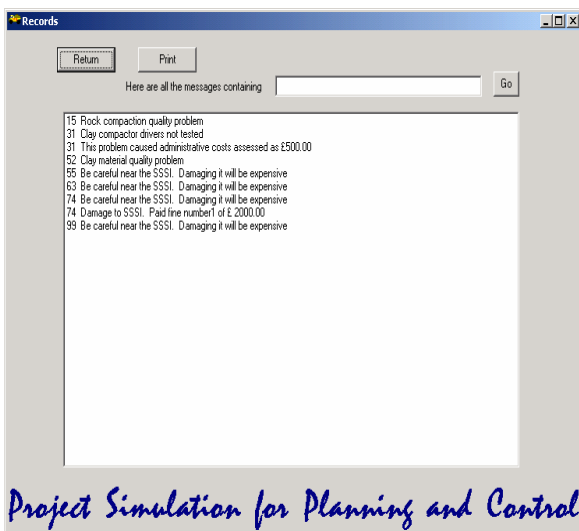 Records
Return Print
Here are all the messages containing Go
15 Rock compaction quality problem
31 Clay compactor drivers not tested
31 This problem caused administrative costs assessed as £500.00
52 Clay material quality problem
55 Be careful near the SSSI. Damaging it will be expensive
63 Be careful near the SSSI. Damaging it will be expensive
74 Be careful near the SSSI. Damaging it will be expensive
74 Damage to SSSI. Paid fine number1 of £ 2000.00
99 Be careful near the SSSI. Damaging it will be expensive
Project Simulation for Planning and Control